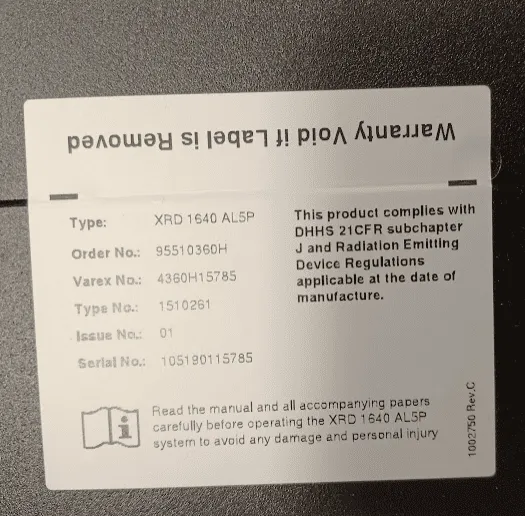 Warranty Void if Label is Removed
Type: XRD 1640 AL5P
Order No.: 95510360H
Varex No.: 4360H15785
Type No.: 1510261
Issue No.: 01
Serial No.: 105190115785
This product complies with
DHHS 21CFR subchapter
J and Radiation Emitting
Device Regulations
applicable at the date of
manufacture.
Read the manual and all accompanying papers
carefully before operating the XRD 1640 AL5P
system to avoid any damage and personal injury
1002750 Rev.C